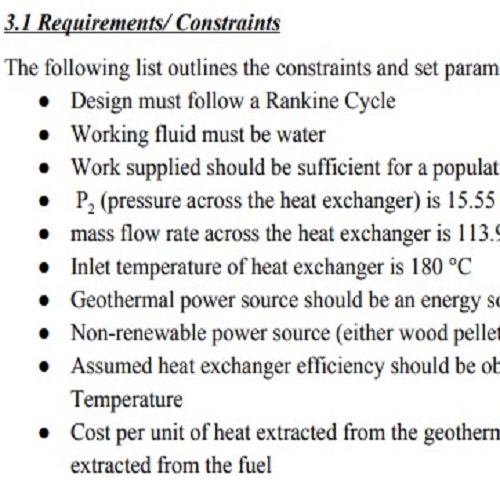 3.1 Requirements/ Constraints
The following list outlines the constraints and set param
● Design must follow a Rankine Cycle
● Working fluid must be water
● Work supplied should be sufficient for a populat
● P₂ (pressure across the heat exchanger) is 15.55
● mass flow rate across the heat exchanger is 113.9
● Inlet temperature of heat exchanger is 180 °C
● Geothermal power source should be an energy so
● Non-renewable power source (either wood pellet
● Assumed heat exchanger efficiency should be ob
Temperature
● Cost per unit of heat extracted from the geotherm
extracted from the fuel